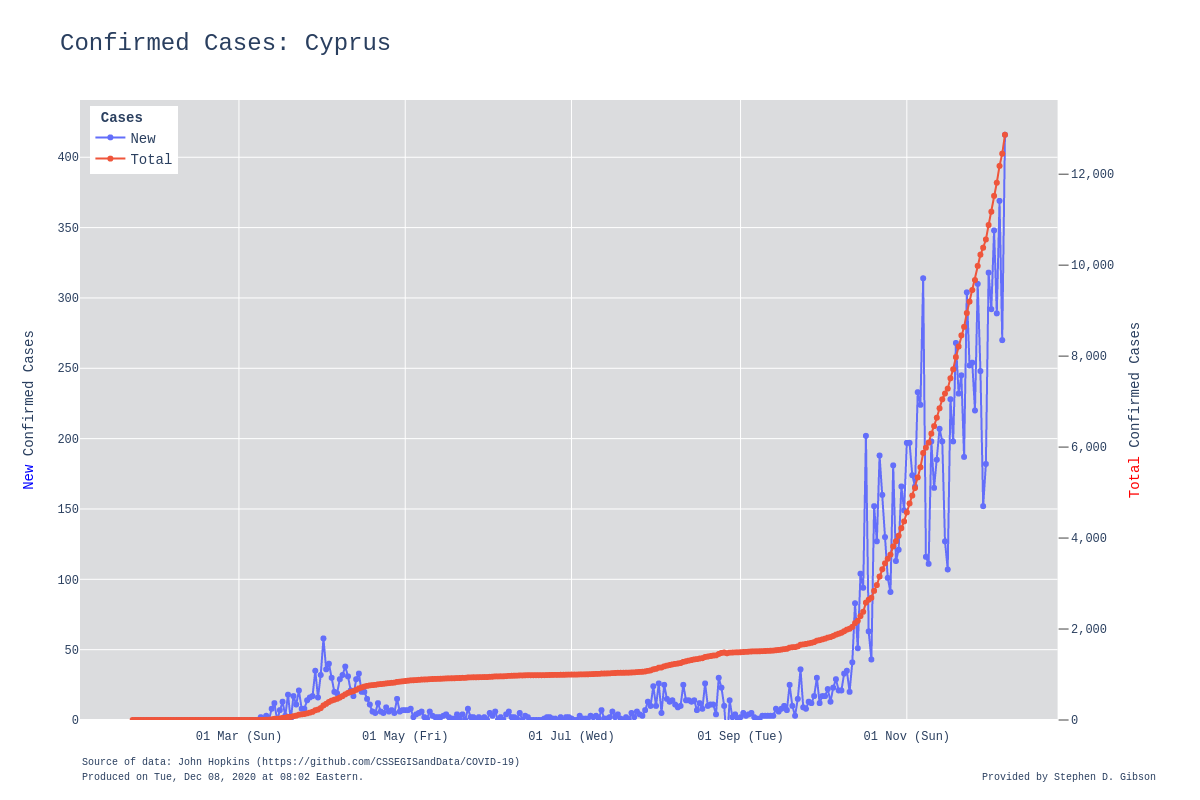 Confirmed Cases: Cyprus
Cases
New
Total
400
350
300
250
200
150
100
50
0
12,000
10,000
8,000
6,000
4,000
2,000
0
New Confirmed Cases
Total Confirmed Cases
01 Mar (Sun)
01 May (Fri)
01 Jul (Wed)
01 Sep (Tue)
01 Nov (Sun)
Source of data: John Hopkins (https://github.com/CSSEGISandData/COVID-19)
Produced on Tue, Dec 08, 2020 at 08:02 Eastern.
Provided by Stephen D. Gibson